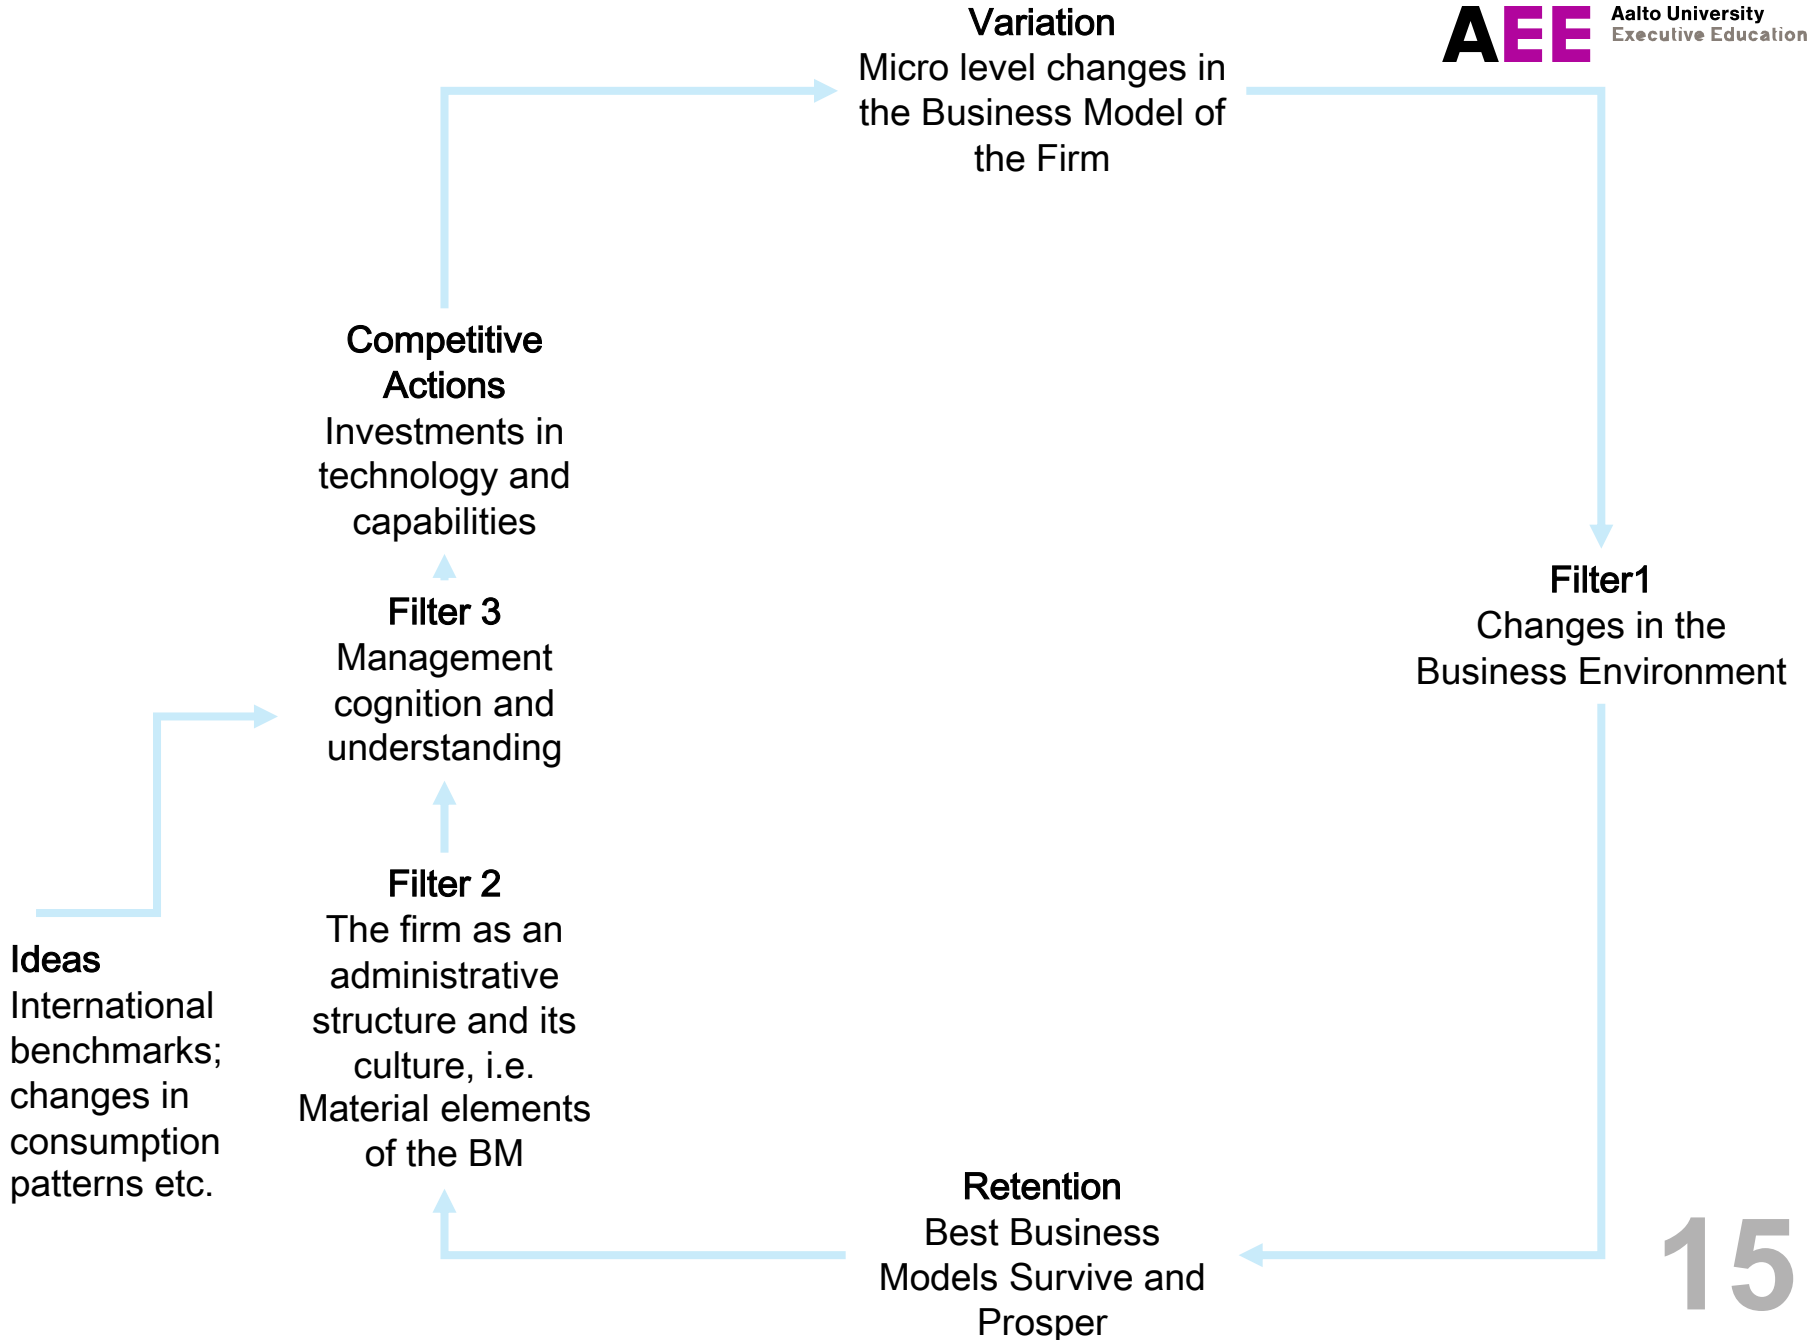 Variation
Micro level changes in
the Business Model of
the Firm
AEE
Aalto University
Executive Education
Competitive
Actions
Investments in
technology and
capabilities
Filter 3
Management
cognition and
understanding
Filter1
Changes in the
Business Environment
Filter 2
The firm as an
administrative
structure and its
culture, i.e.
Material elements
of the BM
Ideas
International
benchmarks;
changes in
consumption
patterns etc.
Retention
Best Business
Models Survive and
Prosper
15